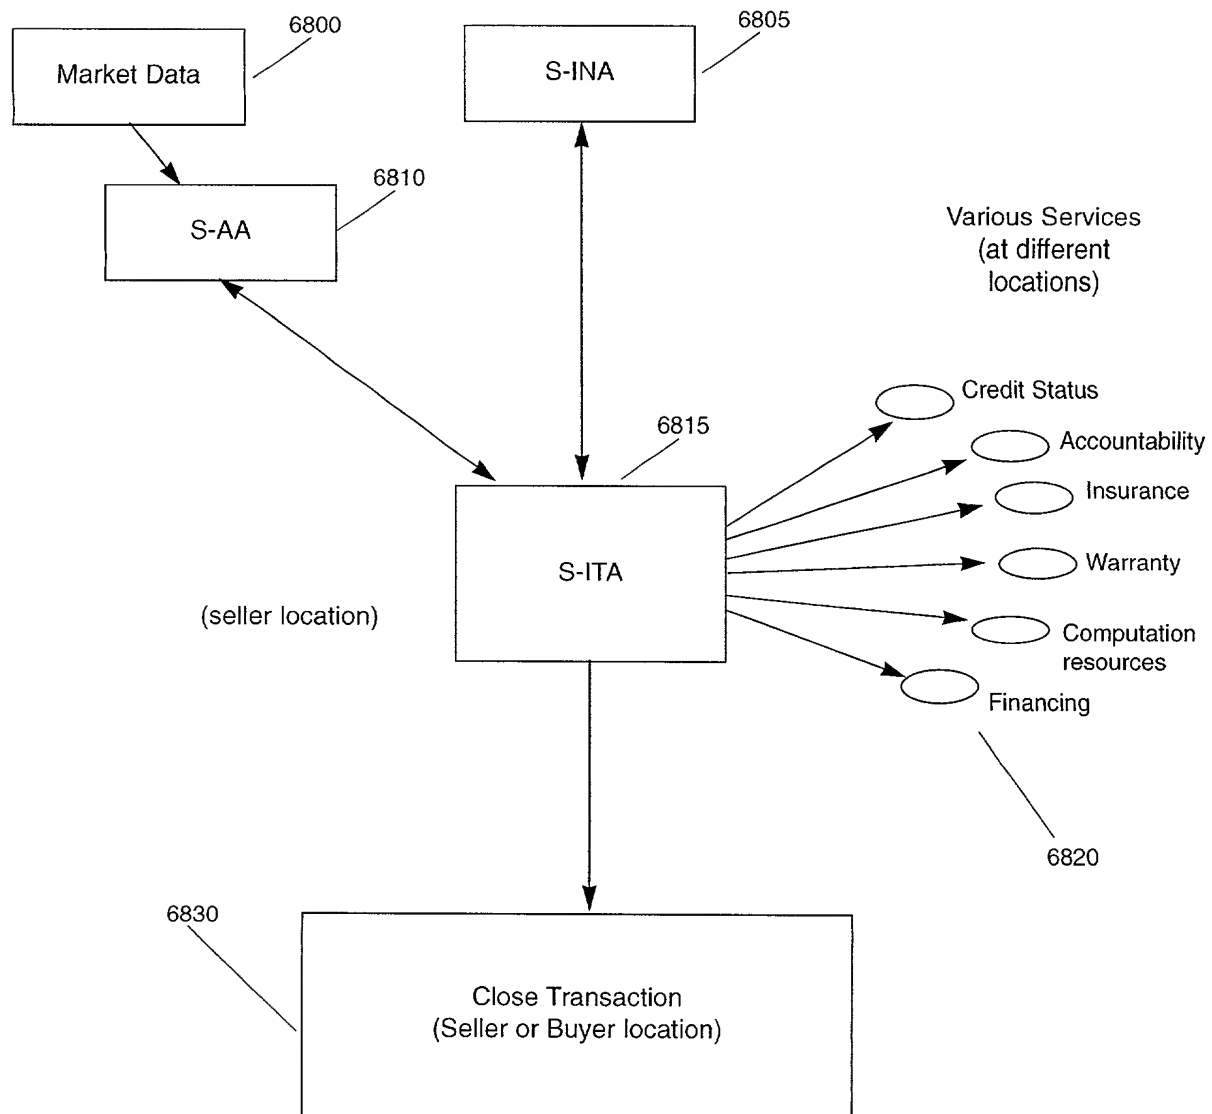 6800
6805
Market Data
S-INA
6810
S-AA
Various Services
(at different
locations)
Credit Status
6815
Accountability
Insurance
S-ITA
Warranty
(seller location)
Computation
resources
Financing
6820
6830
Close Transaction
(Seller or Buyer location)